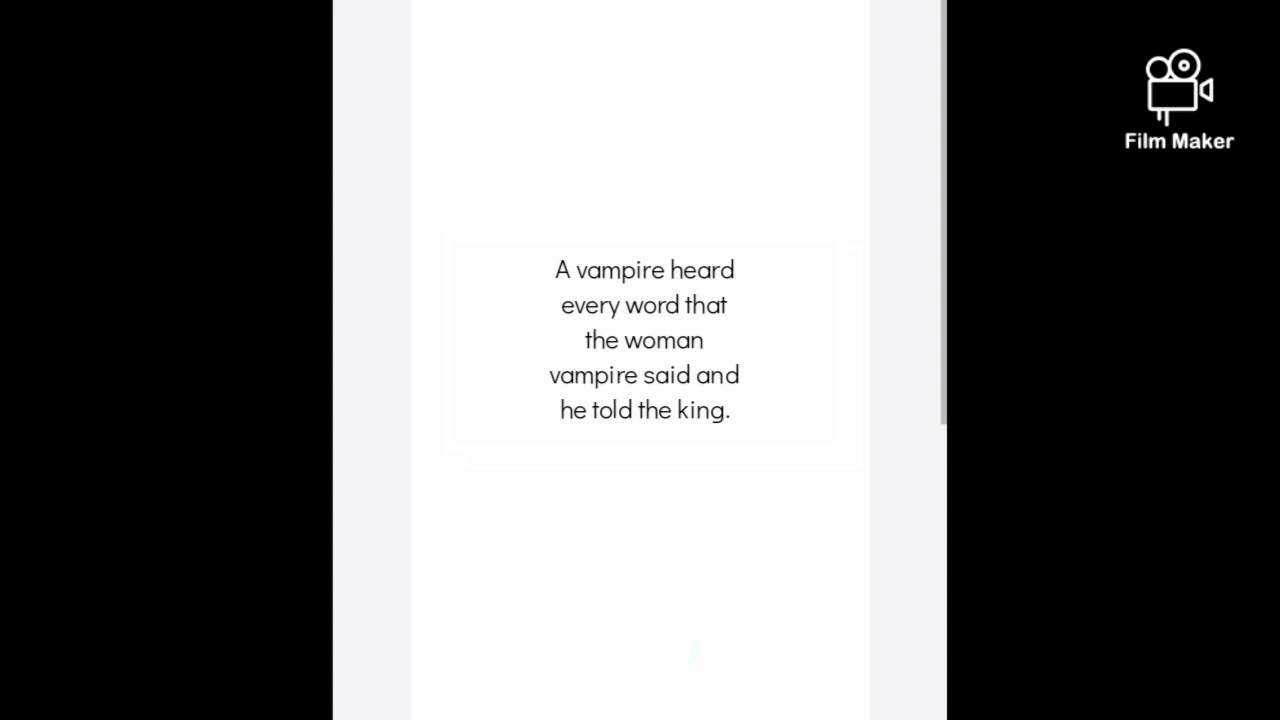 A vampire heard
every word that
the woman
vampire said and
he told the king.
Film Maker